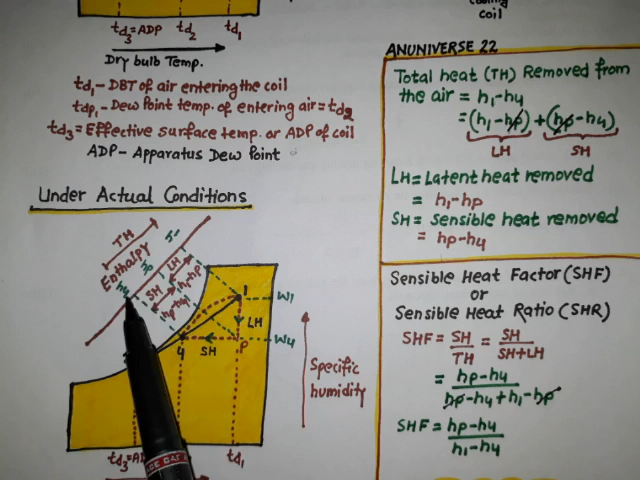 cooling
coil
td3=ADP td2 td1
Dry bulb Temp.
td1 - DBT of air entering the coil
tdp1 - Dew Point temp. of entering air = td2
td3 = Effective surface temp. or ADP of coil
ADP - Apparatus Dew Point
Under Actual Conditions
TH
Enthalpy
h4 hp h1
SH LH
hp-h4 h1-hp
1 W1
LH
4 SH P W4
Specific
humidity
td3=A td1
ANUNIVERSE 22
Total heat (TH) Removed from
the air = h1-h4
= (h1-hp) + (hp-h4)
LH SH
LH = Latent heat removed
= h1-hp
SH = Sensible heat removed
= hp-h4
Sensible Heat Factor (SHF)
or
Sensible Heat Ratio (SHR)
SHF = SH/TH = SH/SH+LH
= hp-h4/hp-h4+h1-hp
SHF = hp-h4/h1-h4